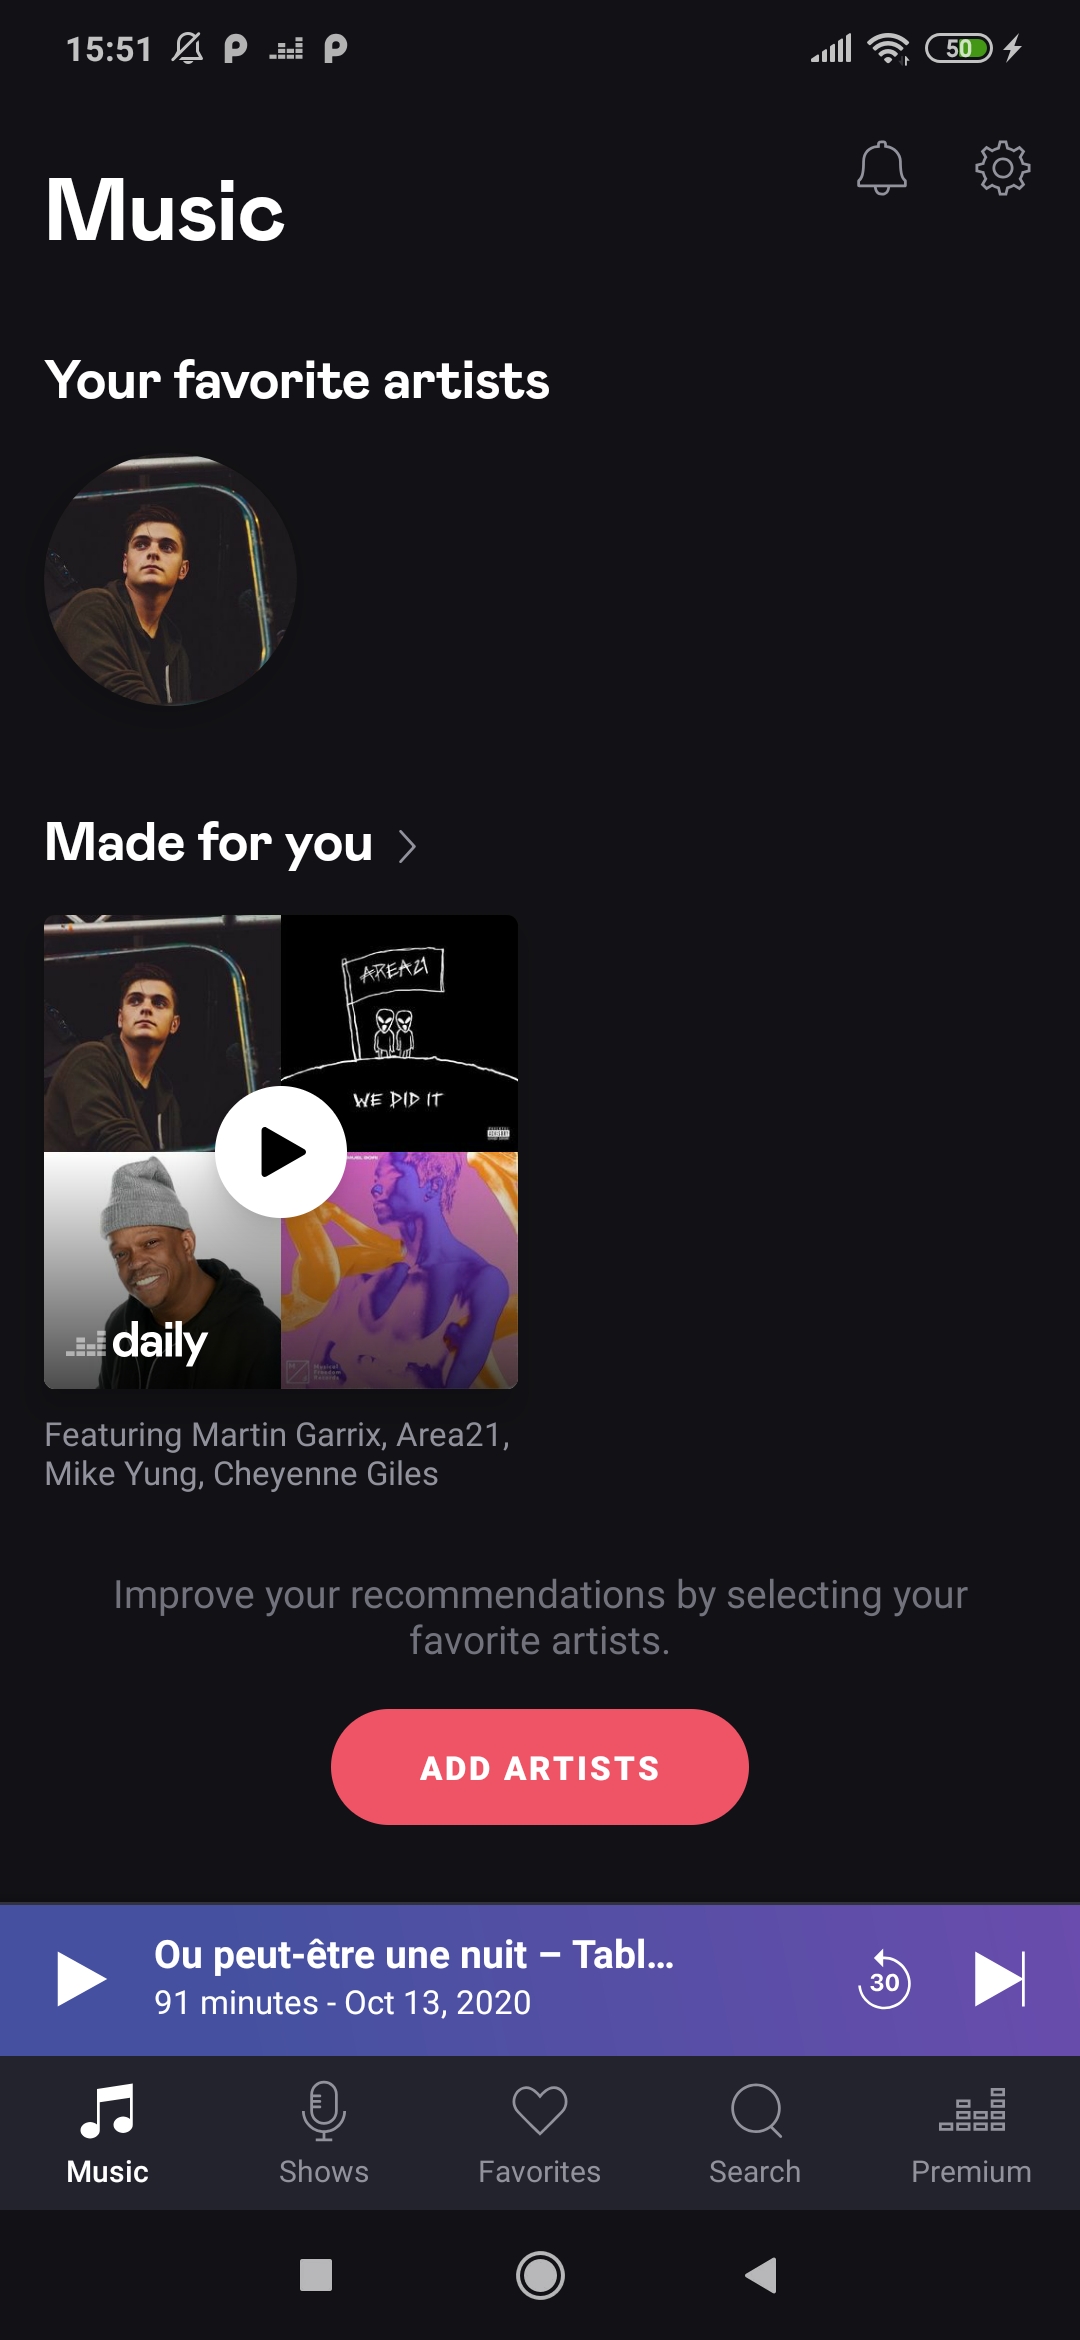 15:51
50
Music
Your favorite artists
Made for you
AREA21
WE DID IT
daily
Featuring Martin Garrix, Area21,
Mike Yung, Cheyenne Giles
Improve your recommendations by selecting your
favorite artists.
ADD ARTISTS
Ou peut-être une nuit – Tabl...
91 minutes - Oct 13, 2020
30
Music
Shows
Favorites
Search
Premium